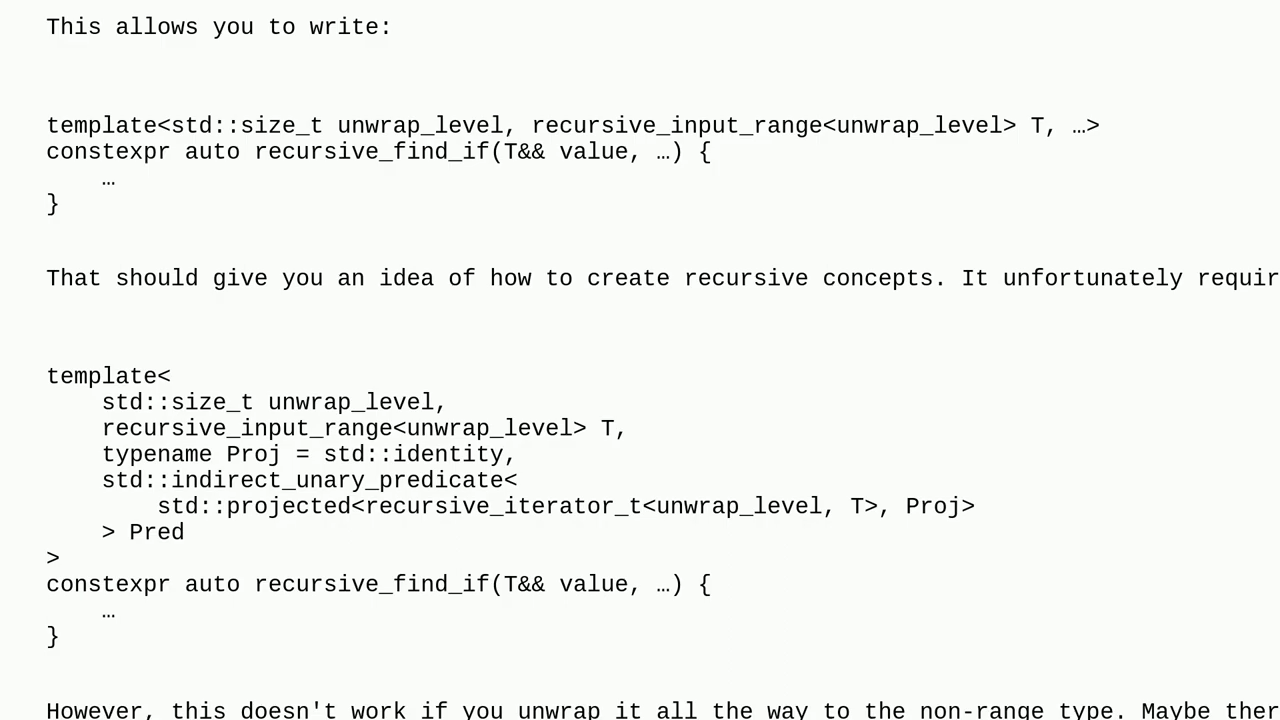 This allows you to write:
template<std::size_t unwrap_level, recursive_input_range<unwrap_level> T, …>
constexpr auto recursive_find_if(T&& value, …) {
    …
}
That should give you an idea of how to create recursive concepts. It unfortunately requir
template<
    std::size_t unwrap_level,
    recursive_input_range<unwrap_level> T,
    typename Proj = std::identity,
    std::indirect_unary_predicate<
        std::projected<recursive_iterator_t<unwrap_level, T>, Proj>
    > Pred
>
constexpr auto recursive_find_if(T&& value, …) {
    …
}
However, this doesn't work if you unwrap it all the way to the non-range type. Maybe ther